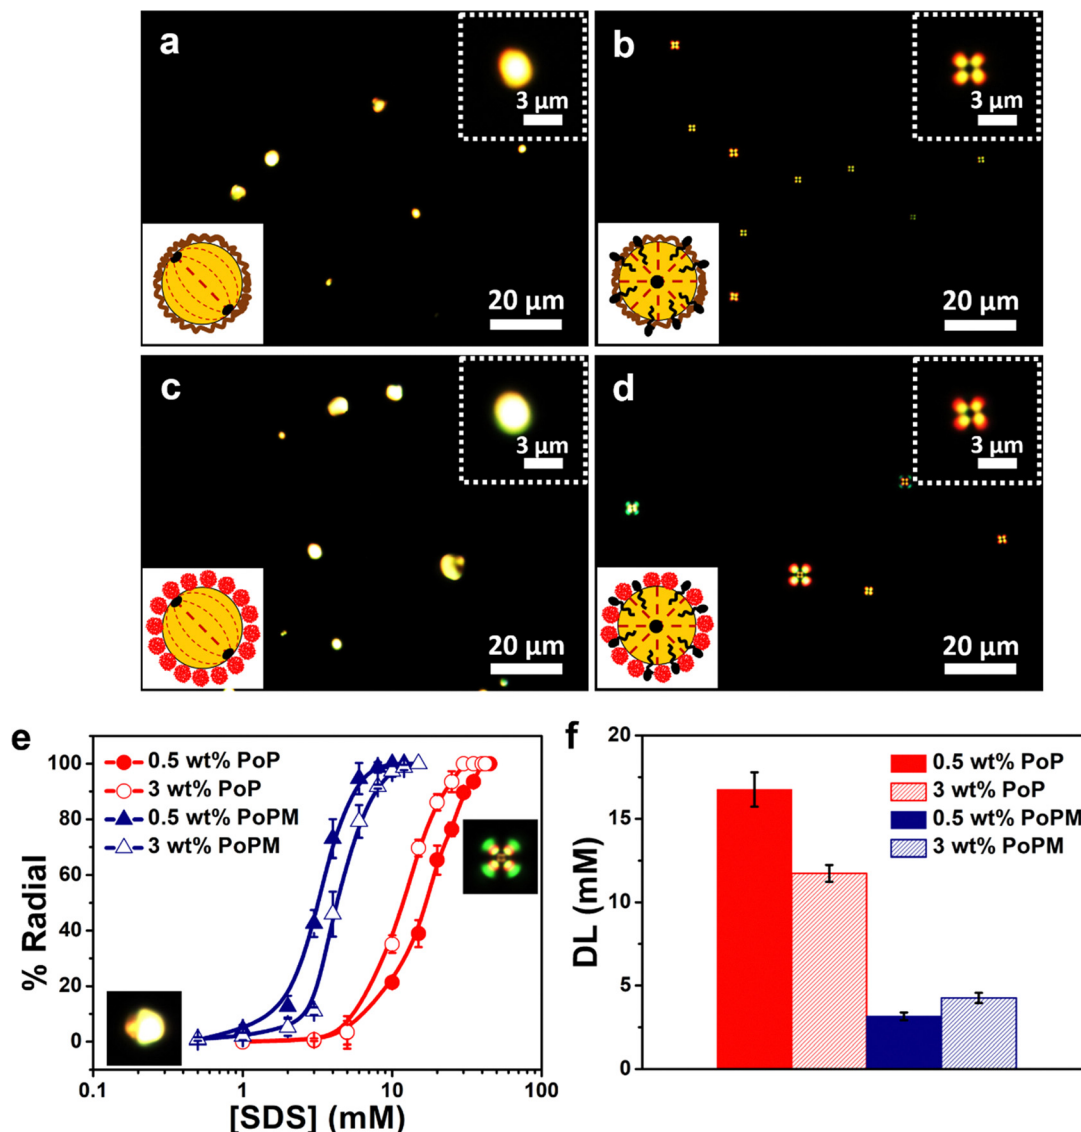 a
3 µm
20 µm
b
3 µm
20 µm
c
3 µm
20 µm
d
3 µm
20 µm
e
100
80
60
40
20
0
% Radial
0.5 wt% PoP
3 wt% PoP
0.5 wt% PoPM
3 wt% PoPM
0.1
1
10
100
[SDS] (mM)
f
20
15
10
5
0
DL (mM)
0.5 wt% PoP
3 wt% PoP
0.5 wt% PoPM
3 wt% PoPM